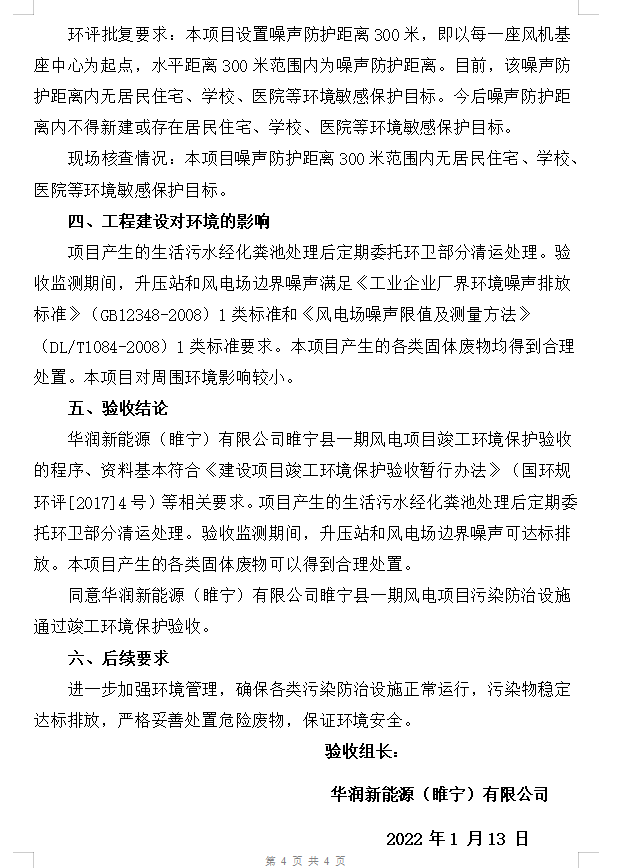 环评批复要求：本项目设置噪声防护距离300米，即以每一座风机基
座中心为起点，水平距离300米范围内为噪声防护距离。目前，该噪声防
护距离内无居民住宅、学校、医院等环境敏感保护目标。今后噪声防护距
离内不得新建或存在居民住宅、学校、医院等环境敏感保护目标。
现场核查情况：本项目噪声防护距离300米范围内无居民住宅、学校、
医院等环境敏感保护目标。
四、工程建设对环境的影响
项目产生的生活污水经化粪池处理后定期委托环卫部分清运处理。验
收监测期间，升压站和风电场边界噪声满足《工业企业厂界环境噪声排放
标准》（GB12348-2008）1类标准和《风电场噪声限值及测量方法》
（DL/T1084-2008）1类标准要求。本项目产生的各类固体废物均得到合理
处置。本项目对周围环境影响较小。
五、验收结论
华润新能源（睢宁）有限公司睢宁县一期风电项目竣工环境保护验收
的程序、资料基本符合《建设项目竣工环境保护验收暂行办法》（国环规
环评[2017]4号）等相关要求。项目产生的生活污水经化粪池处理后定期委
托环卫部分清运处理。验收监测期间，升压站和风电场边界噪声可达标排
放。本项目产生的各类固体废物可以得到合理处置。
同意华润新能源（睢宁）有限公司睢宁县一期风电项目污染防治设施
通过竣工环境保护验收。
六、后续要求
进一步加强环境管理，确保各类污染防治设施正常运行，污染物稳定
达标排放，严格妥善处置危险废物，保证环境安全。
验收组长：
华润新能源（睢宁）有限公司
2022年1月13日
第 4 页 共 4 页